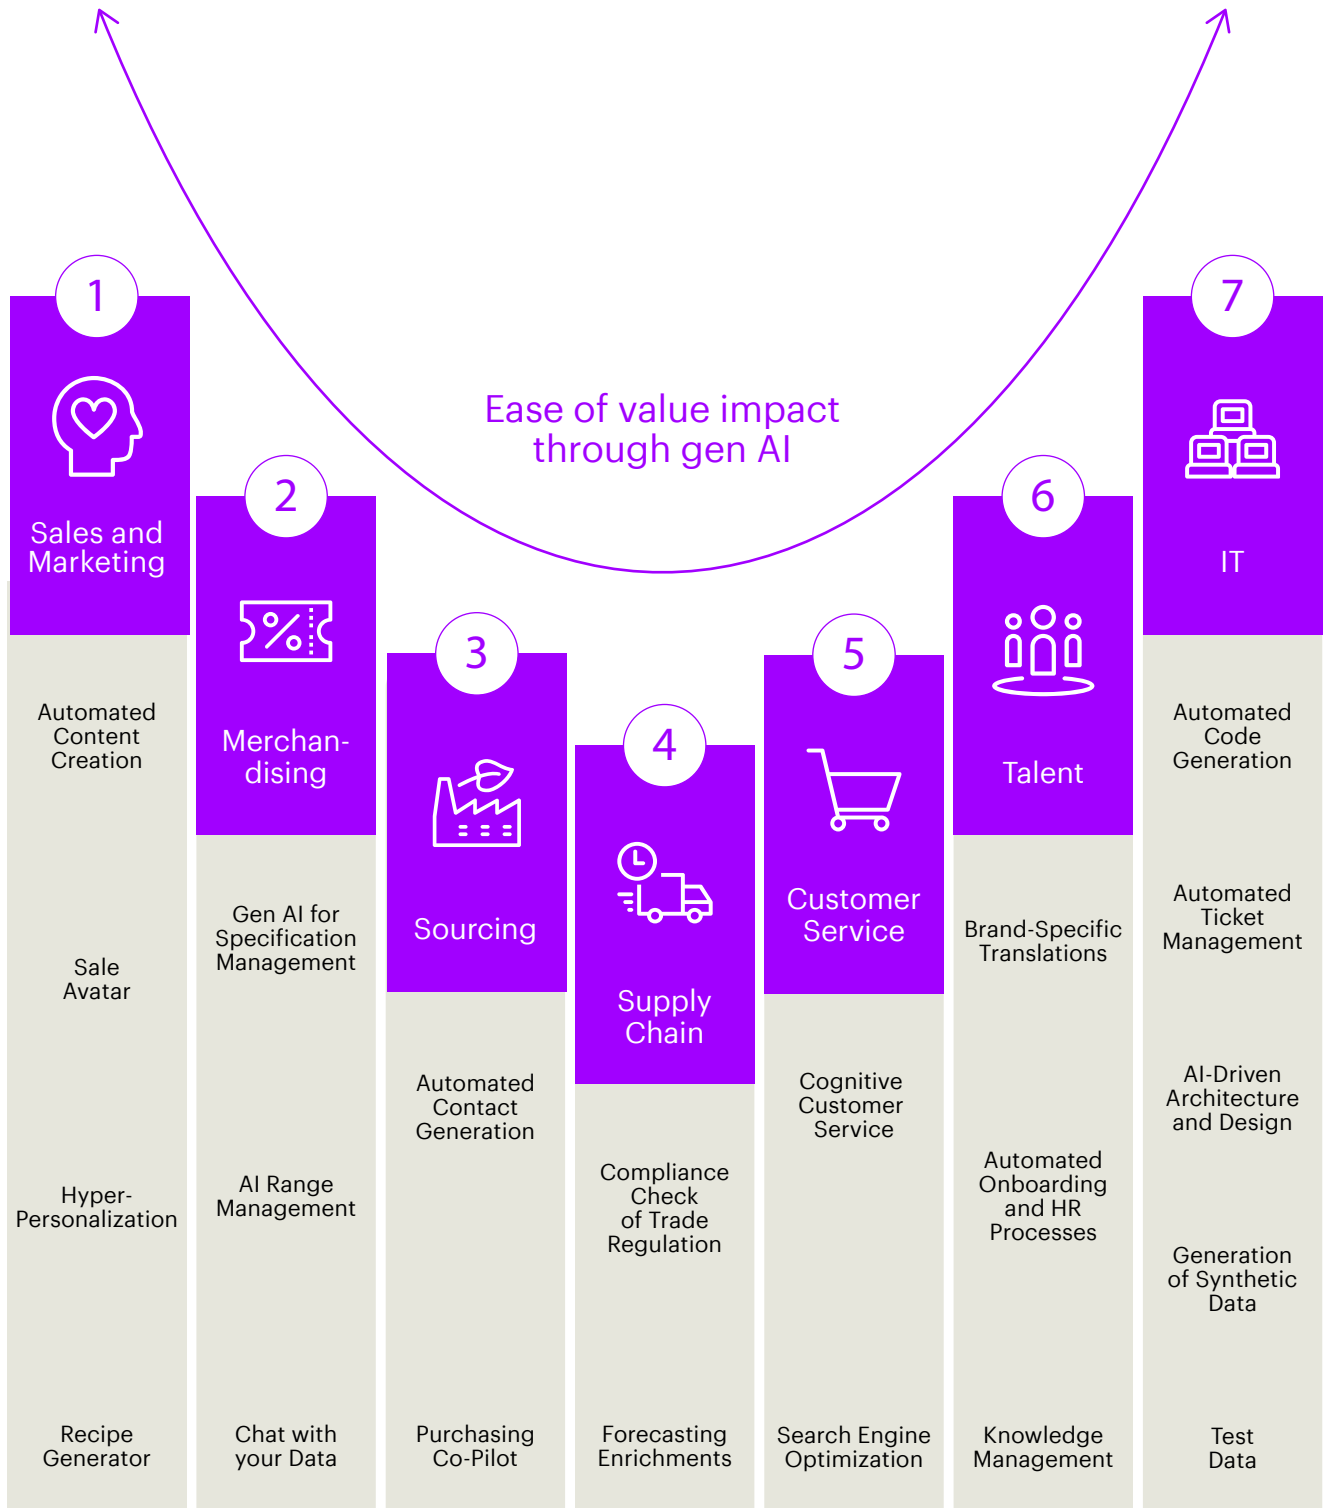 Ease of value impact
through gen AI
1
Sales and
Marketing
Automated
Content
Creation
Sale
Avatar
Hyper-
Personalization
Recipe
Generator
2
Merchan-
dising
Gen AI for
Specification
Management
AI Range
Management
Chat with
your Data
3
Sourcing
Automated
Contact
Generation
Purchasing
Co-Pilot
4
Supply
Chain
Compliance
Check
of Trade
Regulation
Forecasting
Enrichments
5
Customer
Service
Cognitive
Customer
Service
Search Engine
Optimization
6
Talent
Brand-Specific
Translations
Automated
Onboarding
and HR
Processes
Knowledge
Management
7
IT
Automated
Code
Generation
Automated
Ticket
Management
AI-Driven
Architecture
and Design
Generation
of Synthetic
Data
Test
Data